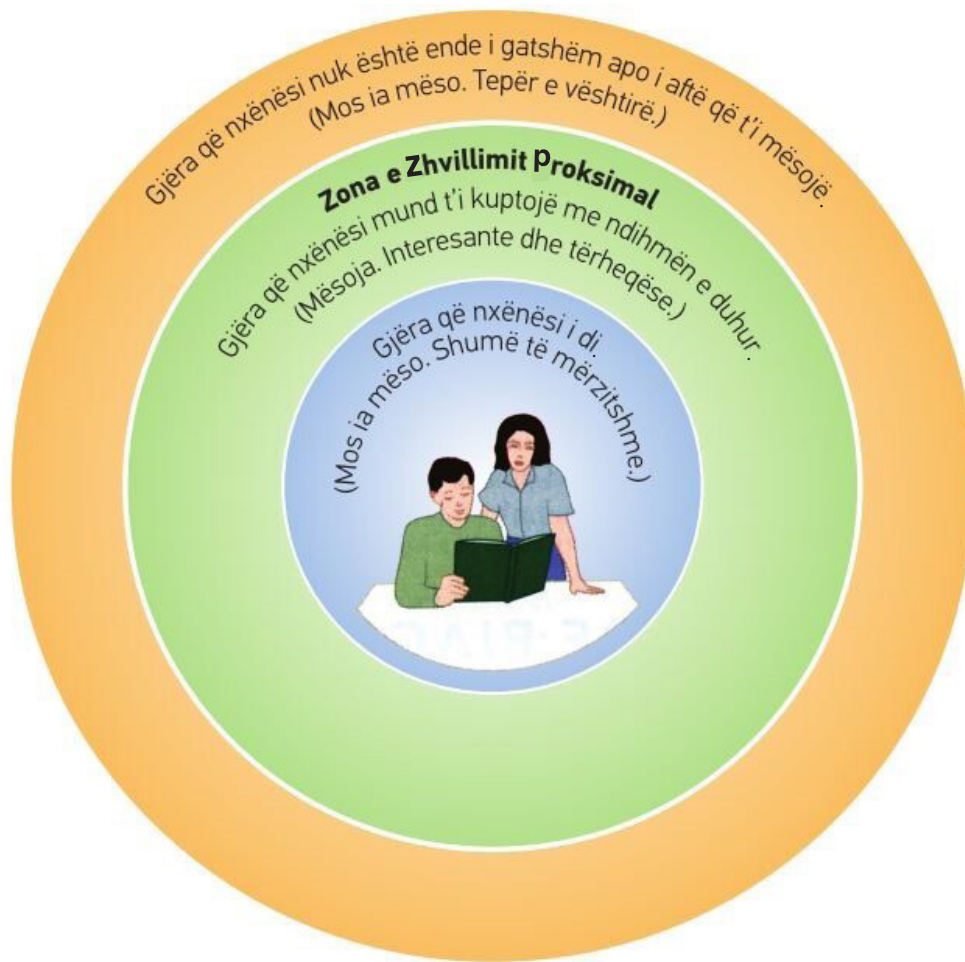 Gjëra që nxënësi nuk është ende i gatshëm apo i aftë që t'i mësojë.
(Mos ia mëso. Tepër e vështirë.)
Zona e Zhvillimit Proksimal
Gjëra që nxënësi mund t'i kuptojë me ndihmën e duhur.
(Mësoja. Interesante dhe tërheqëse.)
Gjëra që nxënësi i di.
(Mos ia mëso. Shumë të mërzitshme.)